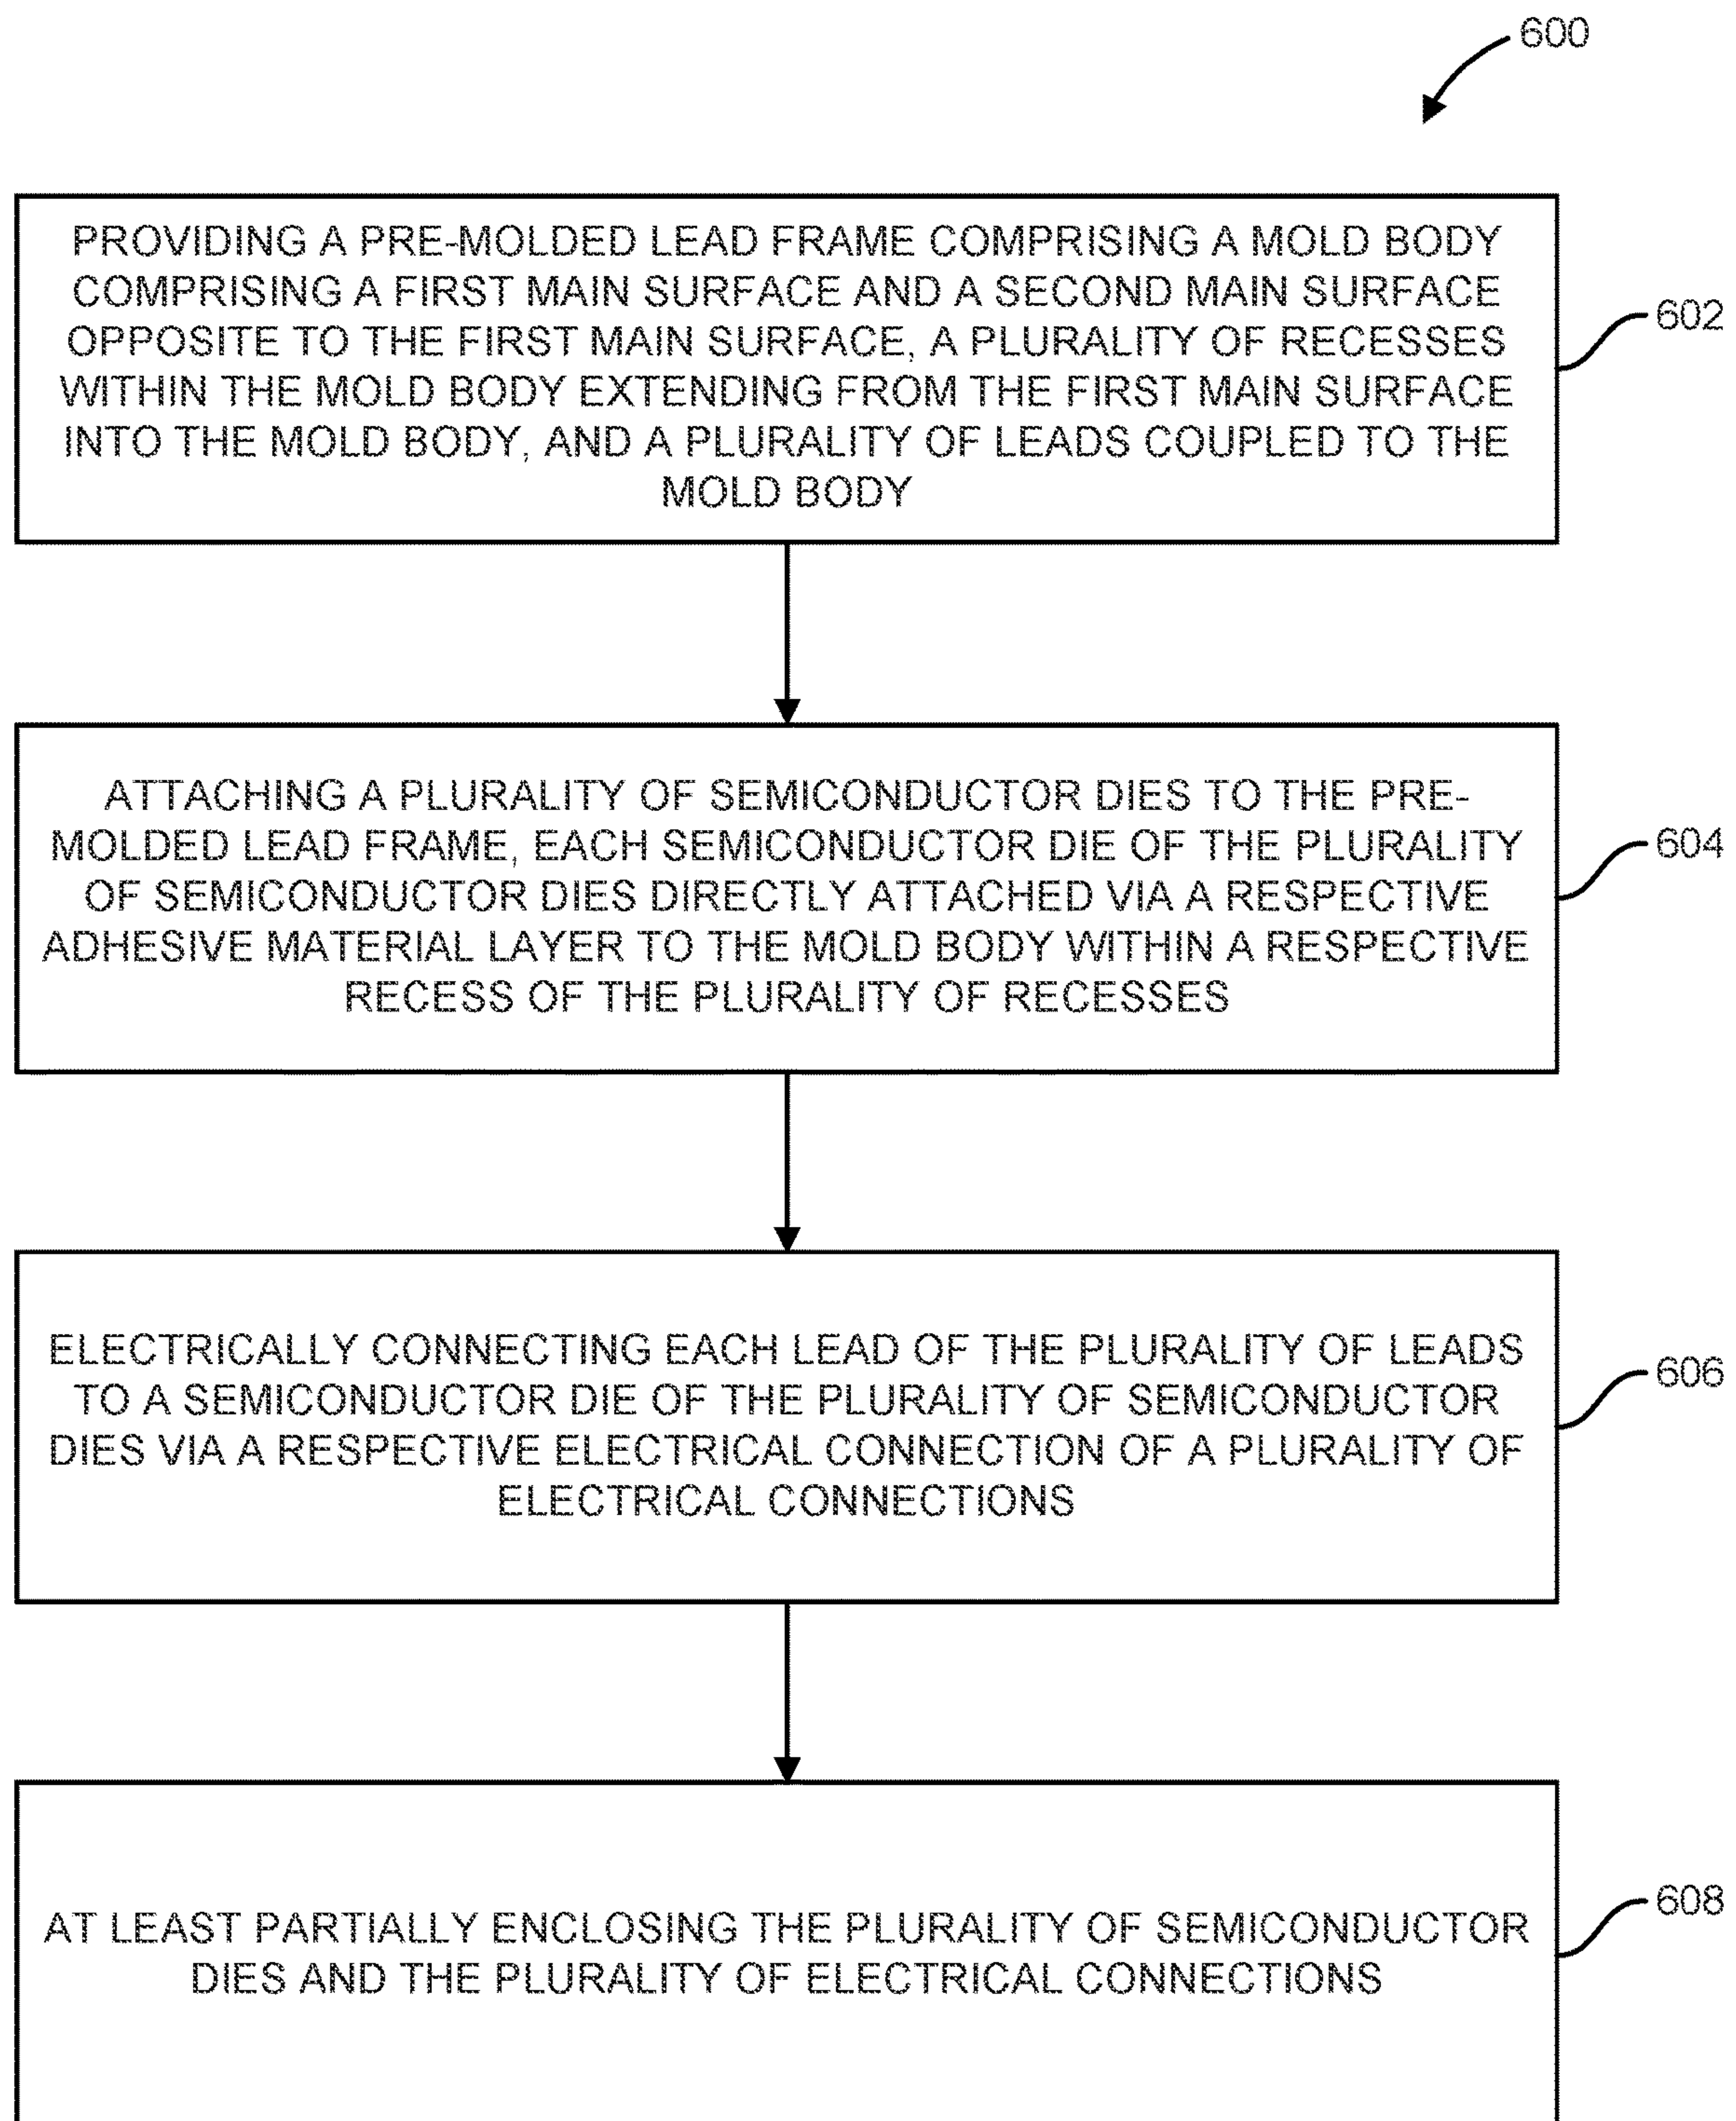 600
PROVIDING A PRE-MOLDED LEAD FRAME COMPRISING A MOLD BODY
COMPRISING A FIRST MAIN SURFACE AND A SECOND MAIN SURFACE
OPPOSITE TO THE FIRST MAIN SURFACE, A PLURALITY OF RECESSES
WITHIN THE MOLD BODY EXTENDING FROM THE FIRST MAIN SURFACE
INTO THE MOLD BODY, AND A PLURALITY OF LEADS COUPLED TO THE
MOLD BODY
602
ATTACHING A PLURALITY OF SEMICONDUCTOR DIES TO THE PRE-
MOLDED LEAD FRAME, EACH SEMICONDUCTOR DIE OF THE PLURALITY
OF SEMICONDUCTOR DIES DIRECTLY ATTACHED VIA A RESPECTIVE
ADHESIVE MATERIAL LAYER TO THE MOLD BODY WITHIN A RESPECTIVE
RECESS OF THE PLURALITY OF RECESSES
604
ELECTRICALLY CONNECTING EACH LEAD OF THE PLURALITY OF LEADS
TO A SEMICONDUCTOR DIE OF THE PLURALITY OF SEMICONDUCTOR
DIES VIA A RESPECTIVE ELECTRICAL CONNECTION OF A PLURALITY OF
ELECTRICAL CONNECTIONS
606
AT LEAST PARTIALLY ENCLOSING THE PLURALITY OF SEMICONDUCTOR
DIES AND THE PLURALITY OF ELECTRICAL CONNECTIONS
608